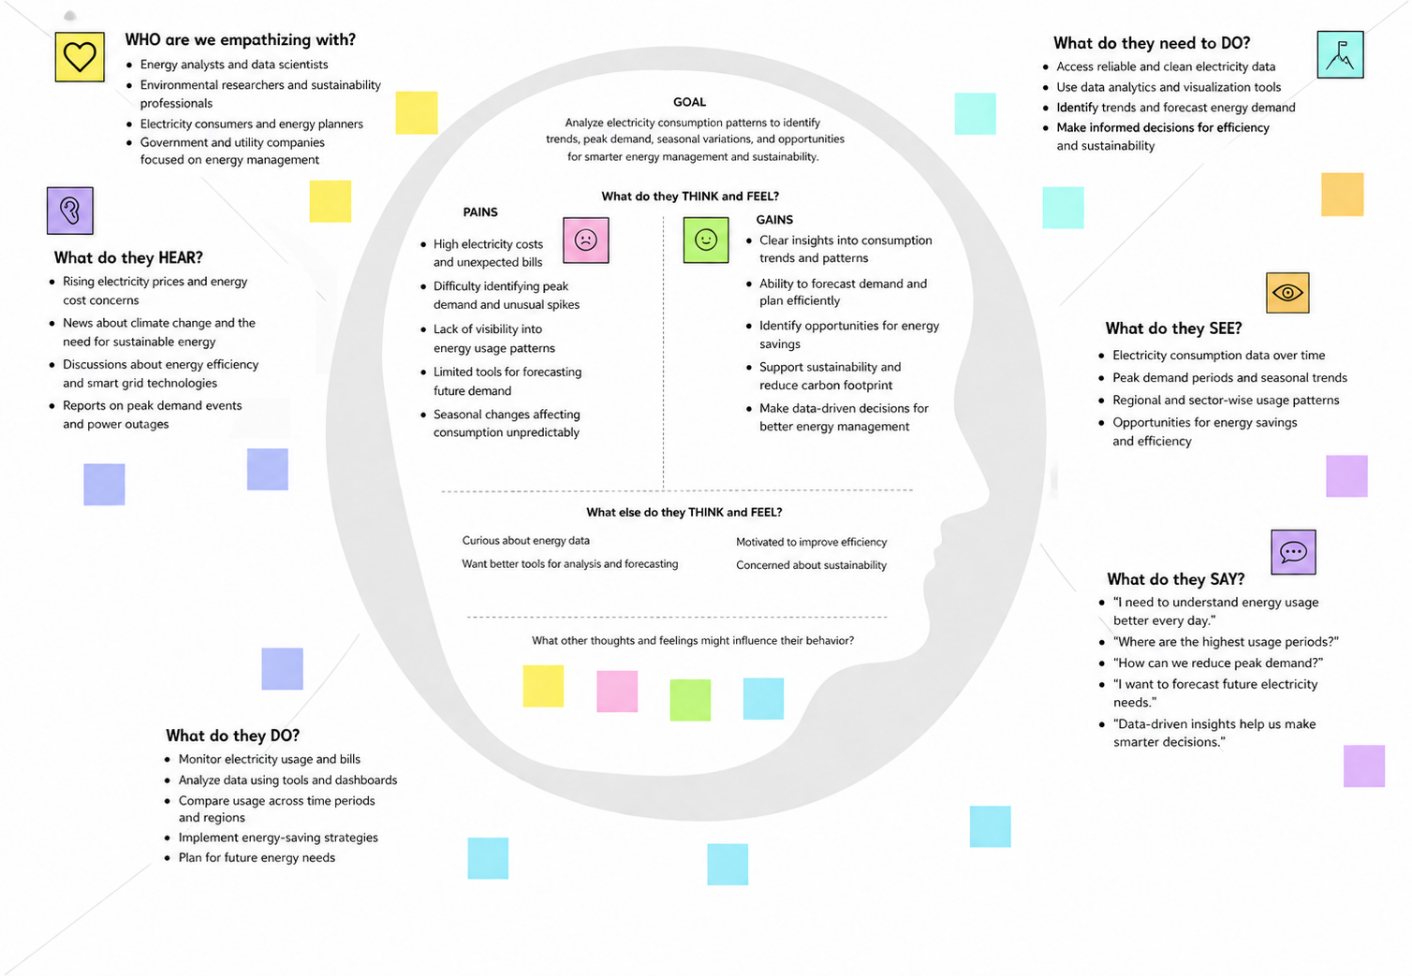 WHO are we empathizing with?
• Energy analysts and data scientists
• Environmental researchers and sustainability
professionals
• Electricity consumers and energy planners
• Government and utility companies
focused on energy management
What do they HEAR?
• Rising electricity prices and energy
cost concerns
• News about climate change and the
need for sustainable energy
• Discussions about energy efficiency
and smart grid technologies
• Reports on peak demand events
and power outages
GOAL
Analyze electricity consumption patterns to identify
trends, peak demand, seasonal variations, and opportunities
for smarter energy management and sustainability.
What do they THINK and FEEL?
PAINS
• High electricity costs
and unexpected bills
• Difficulty identifying peak
demand and unusual spikes
• Lack of visibility into
energy usage patterns
• Limited tools for forecasting
future demand
• Seasonal changes affecting
consumption unpredictably
GAINS
• Clear insights into consumption
trends and patterns
• Ability to forecast demand and
plan efficiently
• Identify opportunities for energy
savings
• Support sustainability and
reduce carbon footprint
• Make data-driven decisions for
better energy management
What else do they THINK and FEEL?
Curious about energy data
Want better tools for analysis and forecasting
Motivated to improve efficiency
Concerned about sustainability
What other thoughts and feelings might influence their behavior?
What do they need to DO?
• Access reliable and clean electricity data
• Use data analytics and visualization tools
• Identify trends and forecast energy demand
• Make informed decisions for efficiency
and sustainability
What do they SEE?
• Electricity consumption data over time
• Peak demand periods and seasonal trends
• Regional and sector-wise usage patterns
• Opportunities for energy savings
and efficiency
What do they SAY?
• "I need to understand energy usage
better every day."
• "Where are the highest usage periods?"
• "How can we reduce peak demand?"
• "I want to forecast future electricity
needs."
• "Data-driven insights help us make
smarter decisions."
What do they DO?
• Monitor electricity usage and bills
• Analyze data using tools and dashboards
• Compare usage across time periods
and regions
• Implement energy-saving strategies
• Plan for future energy needs